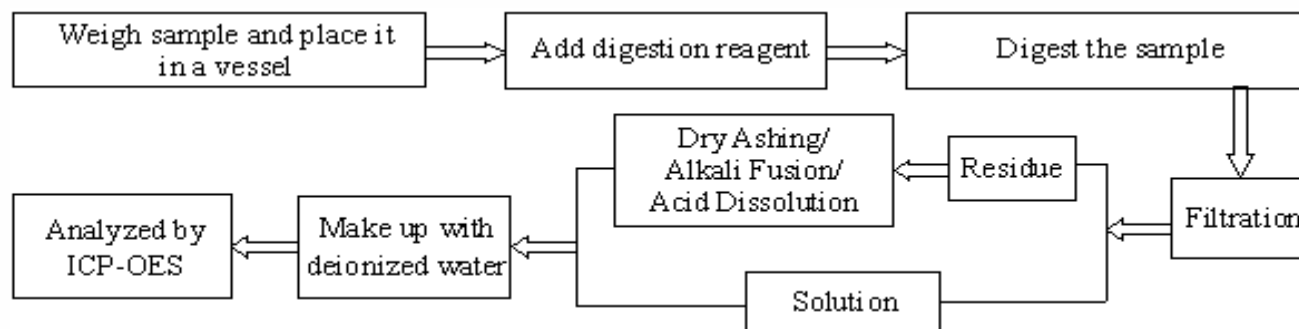 Weigh sample and place it
in a vessel
Add digestion reagent
Digest the sample
Filtration
Residue
Dry Ashing/
Alkali Fusion/
Acid Dissolution
Solution
Make up with
deionized water
Analyzed by
ICP-OES